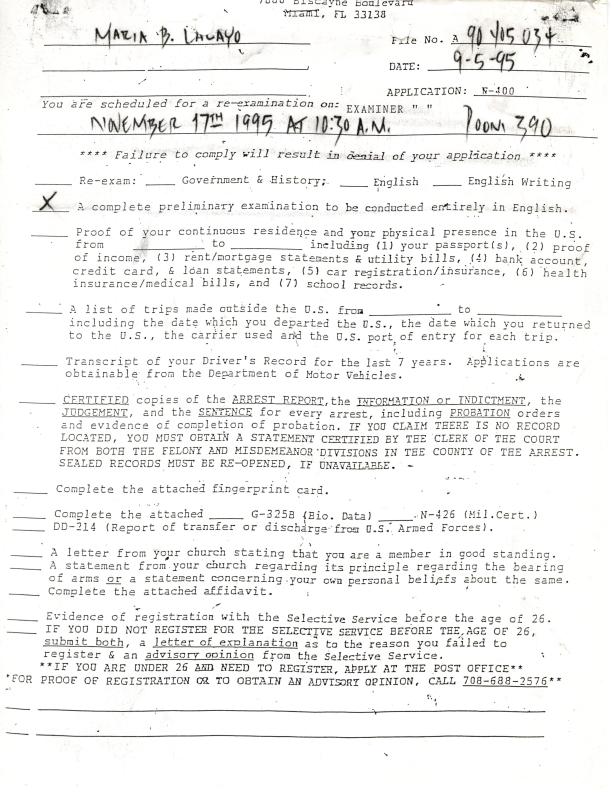 7880 Biscayne Boulevard
Miami, FL 33138
MARIA B. LACAYO File No. A 90 405 034
DATE: 9-5-95
APPLICATION: N-400
You are scheduled for a re-examination on: EXAMINER " "
NOVEMBER 17TH 1995 AT 10:30 A.M. ROOM 390
**** Failure to comply will result in denial of your application ****
____ Re-exam: ____ Government & History; ____ English ____ English Writing
X A complete preliminary examination to be conducted entirely in English.
____ Proof of your continuous residence and your physical presence in the U.S.
from ____ to ____ including (1) your passport(s), (2) proof
of income, (3) rent/mortgage statements & utility bills, (4) bank account,
credit card, & loan statements, (5) car registration/insurance, (6) health
insurance/medical bills, and (7) school records.
____ A list of trips made outside the U.S. from ____ to ____
including the date which you departed the U.S., the date which you returned
to the U.S., the carrier used and the U.S. port of entry for each trip.
____ Transcript of your Driver's Record for the last 7 years. Applications are
obtainable from the Department of Motor Vehicles.
____ CERTIFIED copies of the ARREST REPORT, the INFORMATION or INDICTMENT, the
JUDGEMENT, and the SENTENCE for every arrest, including PROBATION orders
and evidence of completion of probation. IF YOU CLAIM THERE IS NO RECORD
LOCATED, YOU MUST OBTAIN A STATEMENT CERTIFIED BY THE CLERK OF THE COURT
FROM BOTH THE FELONY AND MISDEMEANOR DIVISIONS IN THE COUNTY OF THE ARREST.
SEALED RECORDS MUST BE RE-OPENED, IF UNAVAILABLE.
____ Complete the attached fingerprint card.
____ Complete the attached ____ G-325B (Bio. Data) ____ N-426 (Mil.Cert.)
____ DD-214 (Report of transfer or discharge from U.S. Armed Forces).
____ A letter from your church stating that you are a member in good standing.
____ A statement from your church regarding its principle regarding the bearing
of arms or a statement concerning your own personal beliefs about the same.
____ Complete the attached affidavit.
____ Evidence of registration with the Selective Service before the age of 26.
____ IF YOU DID NOT REGISTER FOR THE SELECTIVE SERVICE BEFORE THE AGE OF 26,
submit both, a letter of explanation as to the reason you failed to
register & an advisory opinion from the Selective Service.
**IF YOU ARE UNDER 26 AND NEED TO REGISTER, APPLY AT THE POST OFFICE**
*FOR PROOF OF REGISTRATION OR TO OBTAIN AN ADVISORY OPINION, CALL 708-688-2576**